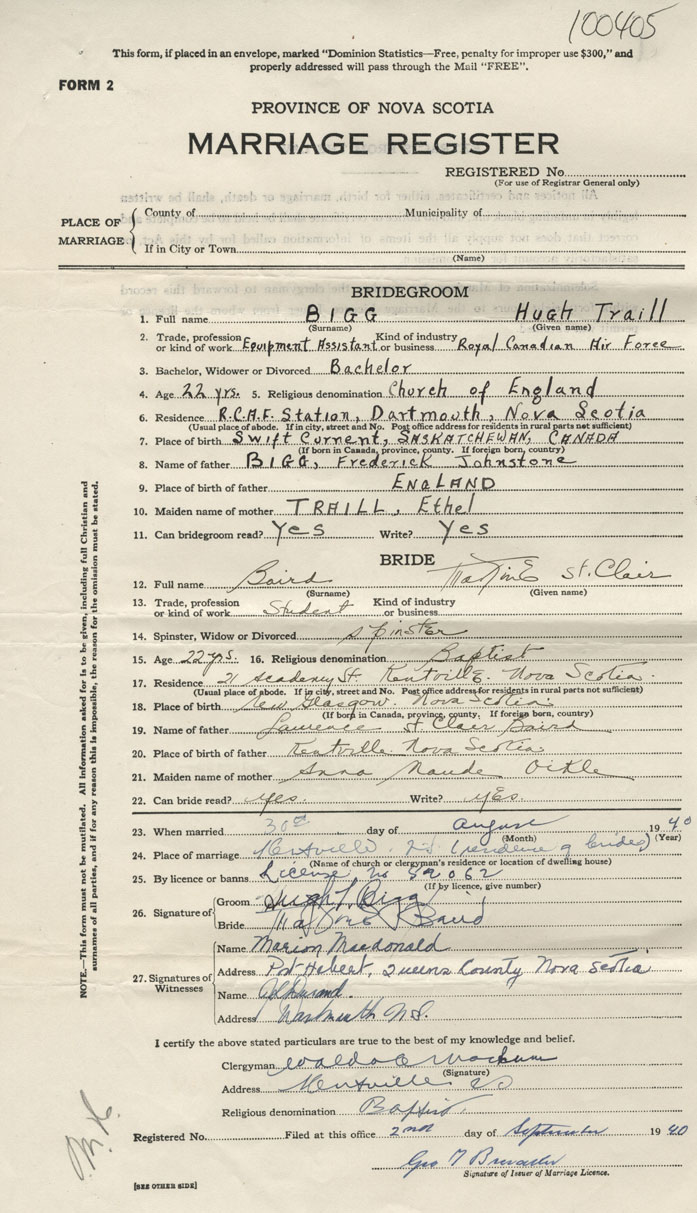 100405
This form, if placed in an envelope, marked "Dominion Statistics—Free, penalty for improper use $300," and
properly addressed will pass through the Mail "FREE".
FORM 2
PROVINCE OF NOVA SCOTIA
MARRIAGE REGISTER
REGISTERED No.
(For use of Registrar General only)
PLACE OF MARRIAGE
County of Municipality of
If in City or Town
(Name)
BRIDEGROOM
1. Full name BIGG Hugh Traill
(Surname) (Given name)
2. Trade, profession or kind of work Equipment Assistant Kind of industry or business Royal Canadian Air Force
3. Bachelor, Widower or Divorced Bachelor
4. Age 22 yrs. 5. Religious denomination Church of England
6. Residence R.C.A.F. Station, Dartmouth, Nova Scotia
(Usual place of abode. If in city, street and No. Post office address for residents in rural parts not sufficient)
7. Place of birth Swift Current, SASKATCHEWAN, CANADA
(If born in Canada, province, county. If foreign born, country)
8. Name of father BIGG, Frederick Johnstone
9. Place of birth of father ENGLAND
10. Maiden name of mother TRAILL, Ethel
11. Can bridegroom read? Yes Write? Yes
BRIDE
12. Full name Baird Maxine St. Clair
(Surname) (Given name)
13. Trade, profession or kind of work Student Kind of industry or business
14. Spinster, Widow or Divorced spinster
15. Age 22 yrs. 16. Religious denomination Baptist
17. Residence 21 Academy St. Kentville. Nova Scotia.
(Usual place of abode. If in city, street and No. Post office address for residents in rural parts not sufficient)
18. Place of birth New Glasgow. Nova Scotia
(If born in Canada, province, county, If foreign born, country)
19. Name of father Laurence St Clair Baird
20. Place of birth of father Kentville Nova Scotia
21. Maiden name of mother Anna Maude Oikle
22. Can bride read? yes. Write? yes.
23. When married 30th day of August 1940
(Month) (Year)
24. Place of marriage Kentville N.S. (residence of bride)
(Name of church or clergyman's residence or location of dwelling house)
25. By licence or banns License No 89062
(If by licence, give number)
26. Signature of
Groom Hugh T. Bigg
Bride Maxine Baird
27. Signatures of Witnesses
Name Marion Macdonald
Address Port Hebert, Queens County Nova Scotia
Name Durand.
Address Dartmouth N.S.
I certify the above stated particulars are true to the best of my knowledge and belief.
Clergyman Waldo C Machum
(Signature)
Address Kentville N.S.
Religious denomination Baptist.
Registered No. Filed at this office 2nd day of September 1940
Geo
Signature of Issuer of Marriage Licence.
[SEE OTHER SIDE]
NOTE.—This form must not be mutilated. All information asked for is to be given, including full Christian and
surnames of all parties, and if for any reason this is impossible, the reason for the omission must be stated.